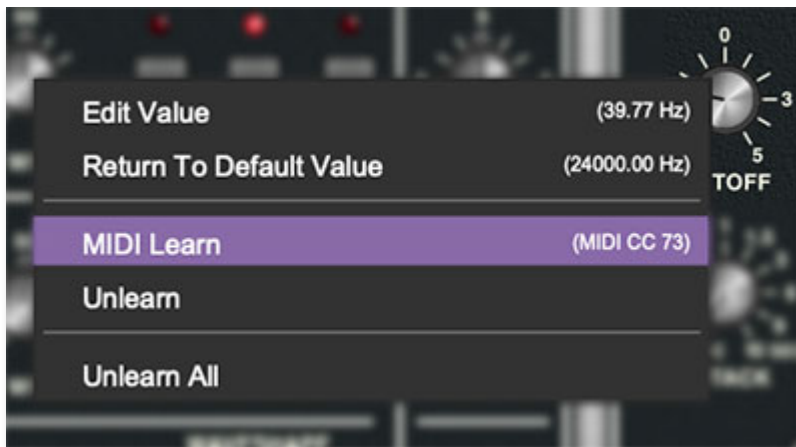 Edit Value (39.77 Hz)
Return To Default Value (24000.00 Hz)
MIDI Learn (MIDI CC 73)
Unlearn
Unlearn All
0
3
5
TOFF